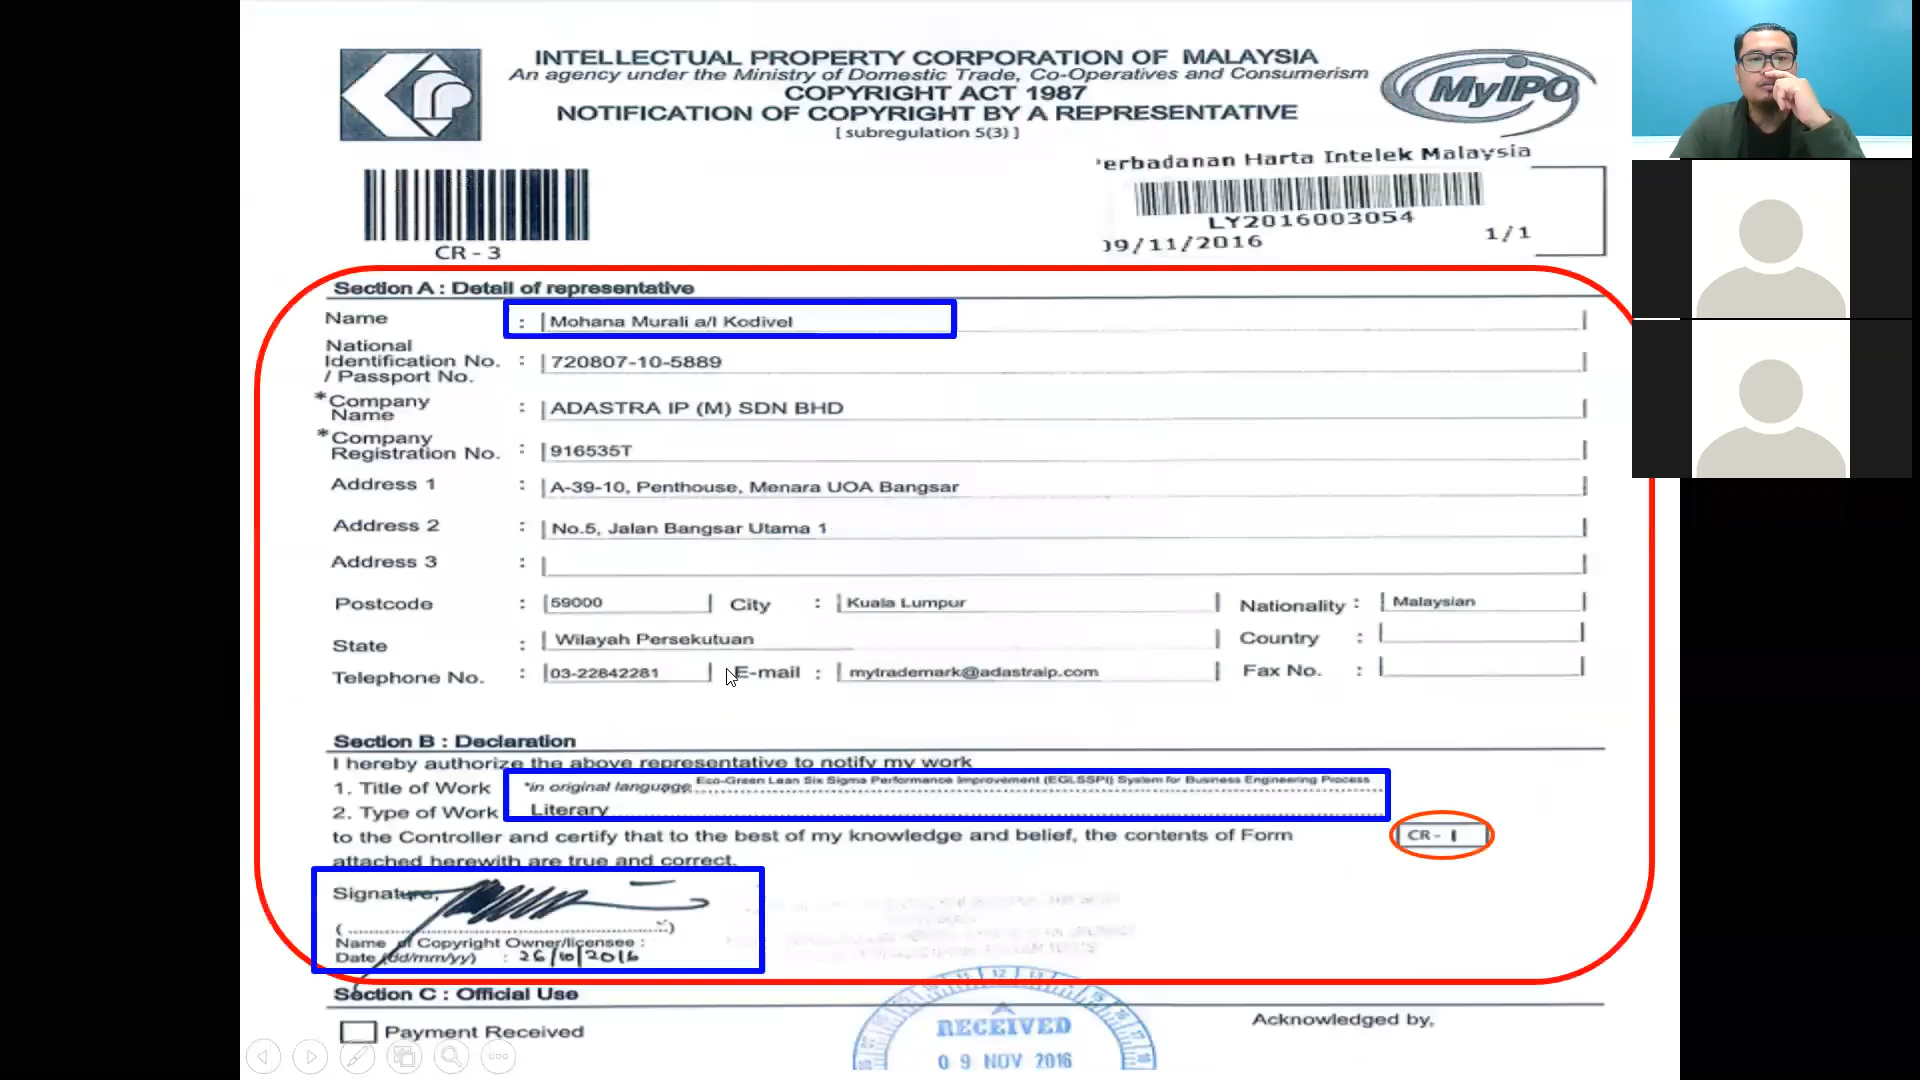 INTELLECTUAL PROPERTY CORPORATION OF MALAYSIA
An agency under the Ministry of Domestic Trade, Co-Operatives and Consumerism
COPYRIGHT ACT 1987
NOTIFICATION OF COPYRIGHT BY A REPRESENTATIVE
[ subregulation 5(3) ]
MyIPO
CR - 3
erbadanan Harta Intelek Malaysia
LY2016003054
09/11/2016 1/1
Section A : Detail of representative
Name : Mohana Murali a/l Kodivel
National
Identification No. : 720807-10-5889
/ Passport No.
*Company
Name : ADASTRA IP (M) SDN BHD
*Company
Registration No. : 916535T
Address 1 : A-39-10, Penthouse, Menara UOA Bangsar
Address 2 : No.5, Jalan Bangsar Utama 1
Address 3 :
Postcode : 59000 City : Kuala Lumpur Nationality : Malaysian
State : Wilayah Persekutuan Country :
Telephone No. : 03-22842281 E-mail : mytrademark@adastraip.com Fax No. :
Section B : Declaration
I hereby authorize the above representative to notify my work
1. Title of Work *in original language Eco-Green Lean Six Sigma Performance Improvement (EGLSSPI) System for Business Engineering Process
2. Type of Work Literary
to the Controller and certify that to the best of my knowledge and belief, the contents of Form CR - 1
attached herewith are true and correct.
Signature,
(..........)
Name of Copyright Owner/licensee :
Date (dd/mm/yy) : 26/10/2016
Section C : Official Use
Payment Received
RECEIVED
09 NOV 2016
Acknowledged by,